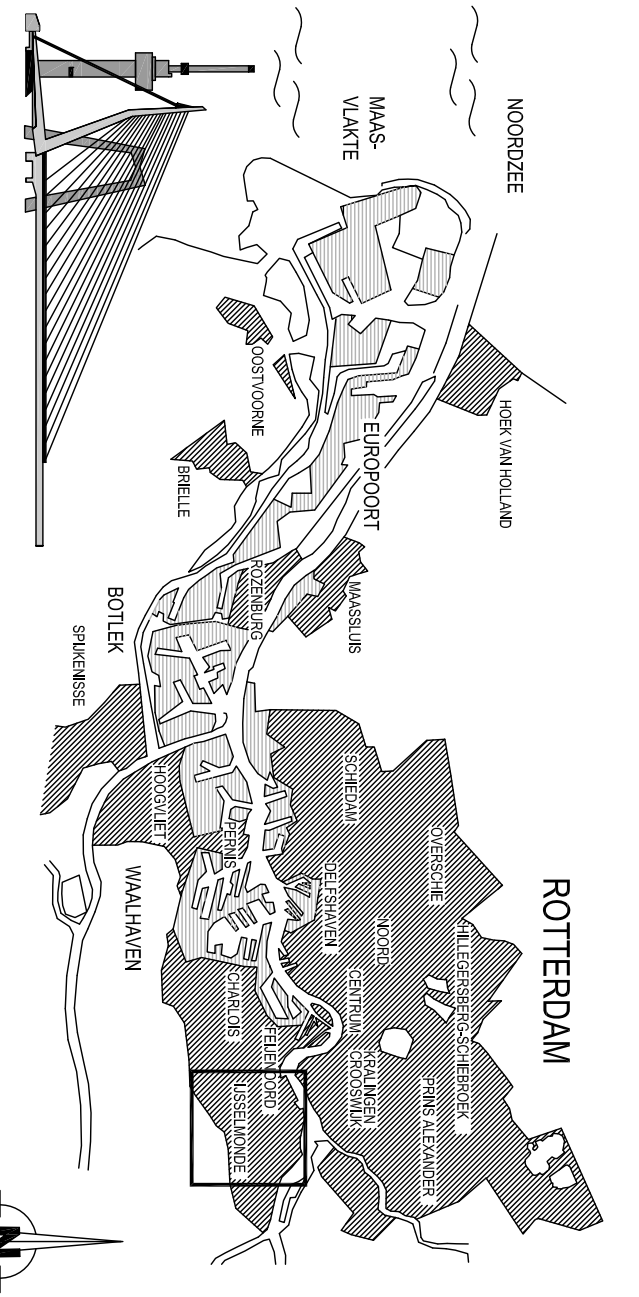 ROTTERDAM
NOORDZEE
MAAS-
VLAKTE
HOEK VAN HOLLAND
EUROPOORT
OOSTVOORNE
BRIELLE
MAASSLUIS
ROZENBURG
BOTLEK
SPIJKENISSE
SCHIEDAM
OVERSCHIE
HILLEGERSBERG-SCHIEBROEK
HOOGVLIET
PERNIS
DELFSHAVEN
NOORD
CENTRUM
KRALINGEN
CROOSWIJK
PRINS ALEXANDER
WAALHAVEN
CHARLOIS
FEIJENOORD
IJSSELMONDE
N